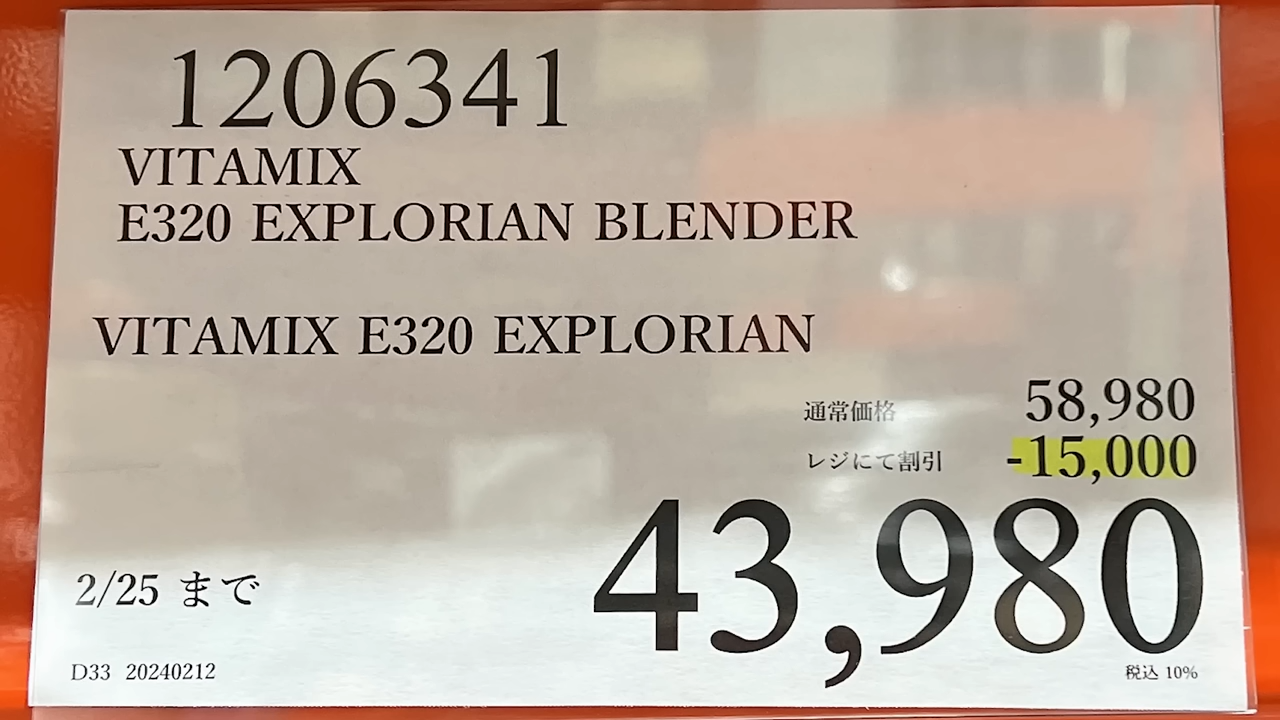 1206341
VITAMIX
E320 EXPLORIAN BLENDER
VITAMIX E320 EXPLORIAN
通常価格 58,980
レジにて割引 -15,000
43,980
2/25 まで
D33 20240212
税込 10%